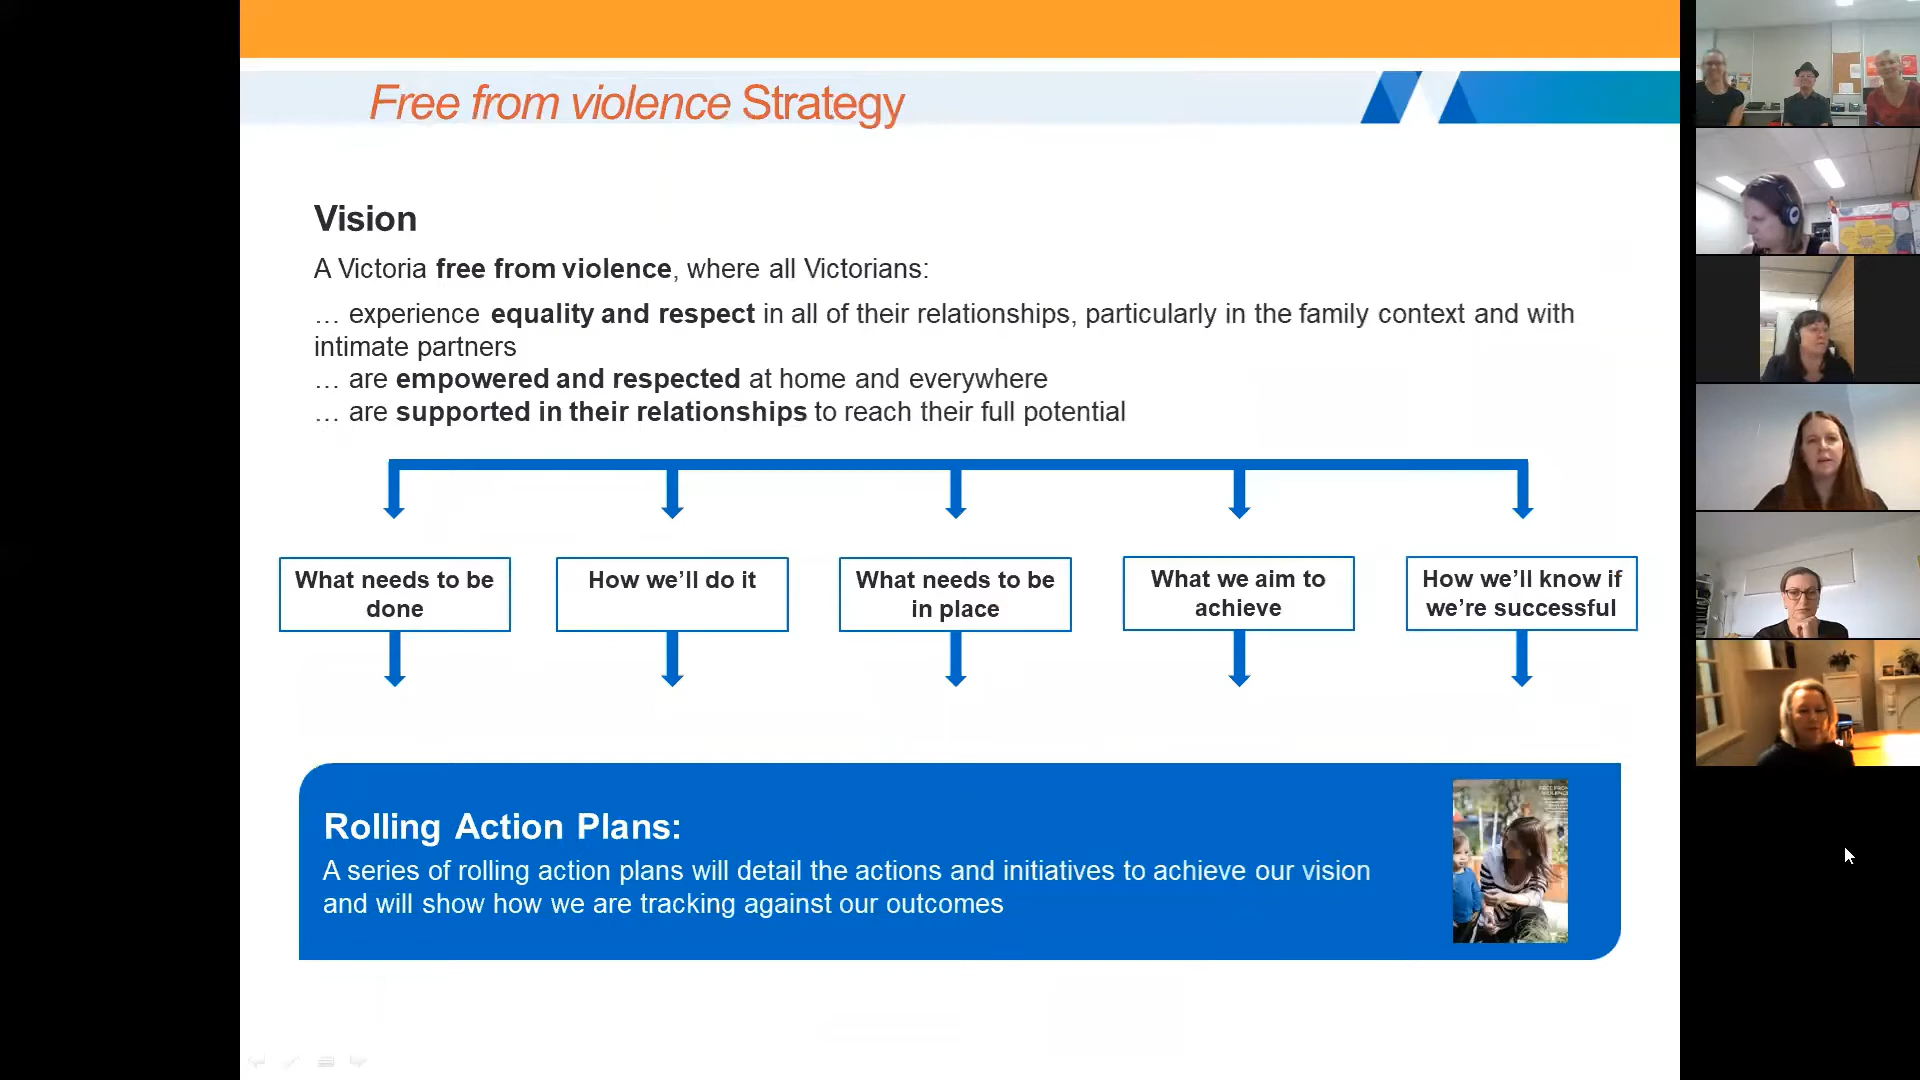 Free from violence Strategy
Vision
A Victoria free from violence, where all Victorians:
… experience equality and respect in all of their relationships, particularly in the family context and with
intimate partners
… are empowered and respected at home and everywhere
… are supported in their relationships to reach their full potential
What needs to be
done
How we’ll do it
What needs to be
in place
What we aim to
achieve
How we’ll know if
we’re successful
Rolling Action Plans:
A series of rolling action plans will detail the actions and initiatives to achieve our vision
and will show how we are tracking against our outcomes
FREE FROM
VIOLENCE